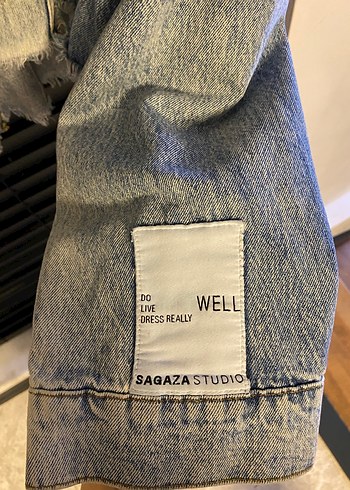 DO
LIVE WELL
DRESS REALLY
SAGAZA STUDIO